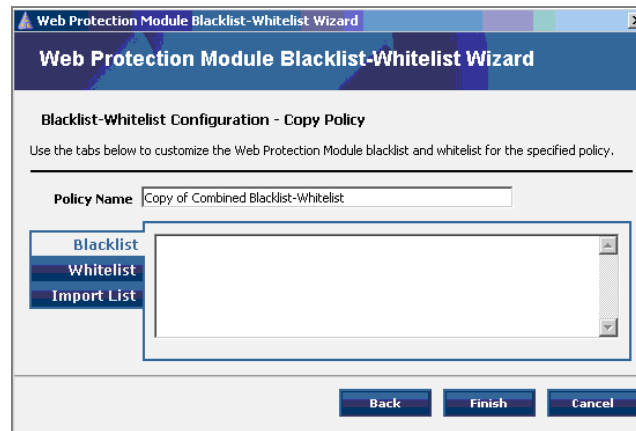 Web Protection Module Blacklist-Whitelist Wizard
Web Protection Module Blacklist-Whitelist Wizard
Blacklist-Whitelist Configuration - Copy Policy
Use the tabs below to customize the Web Protection Module blacklist and whitelist for the specified policy.
Policy Name Copy of Combined Blacklist-Whitelist
Blacklist
Whitelist
Import List
Back Finish Cancel